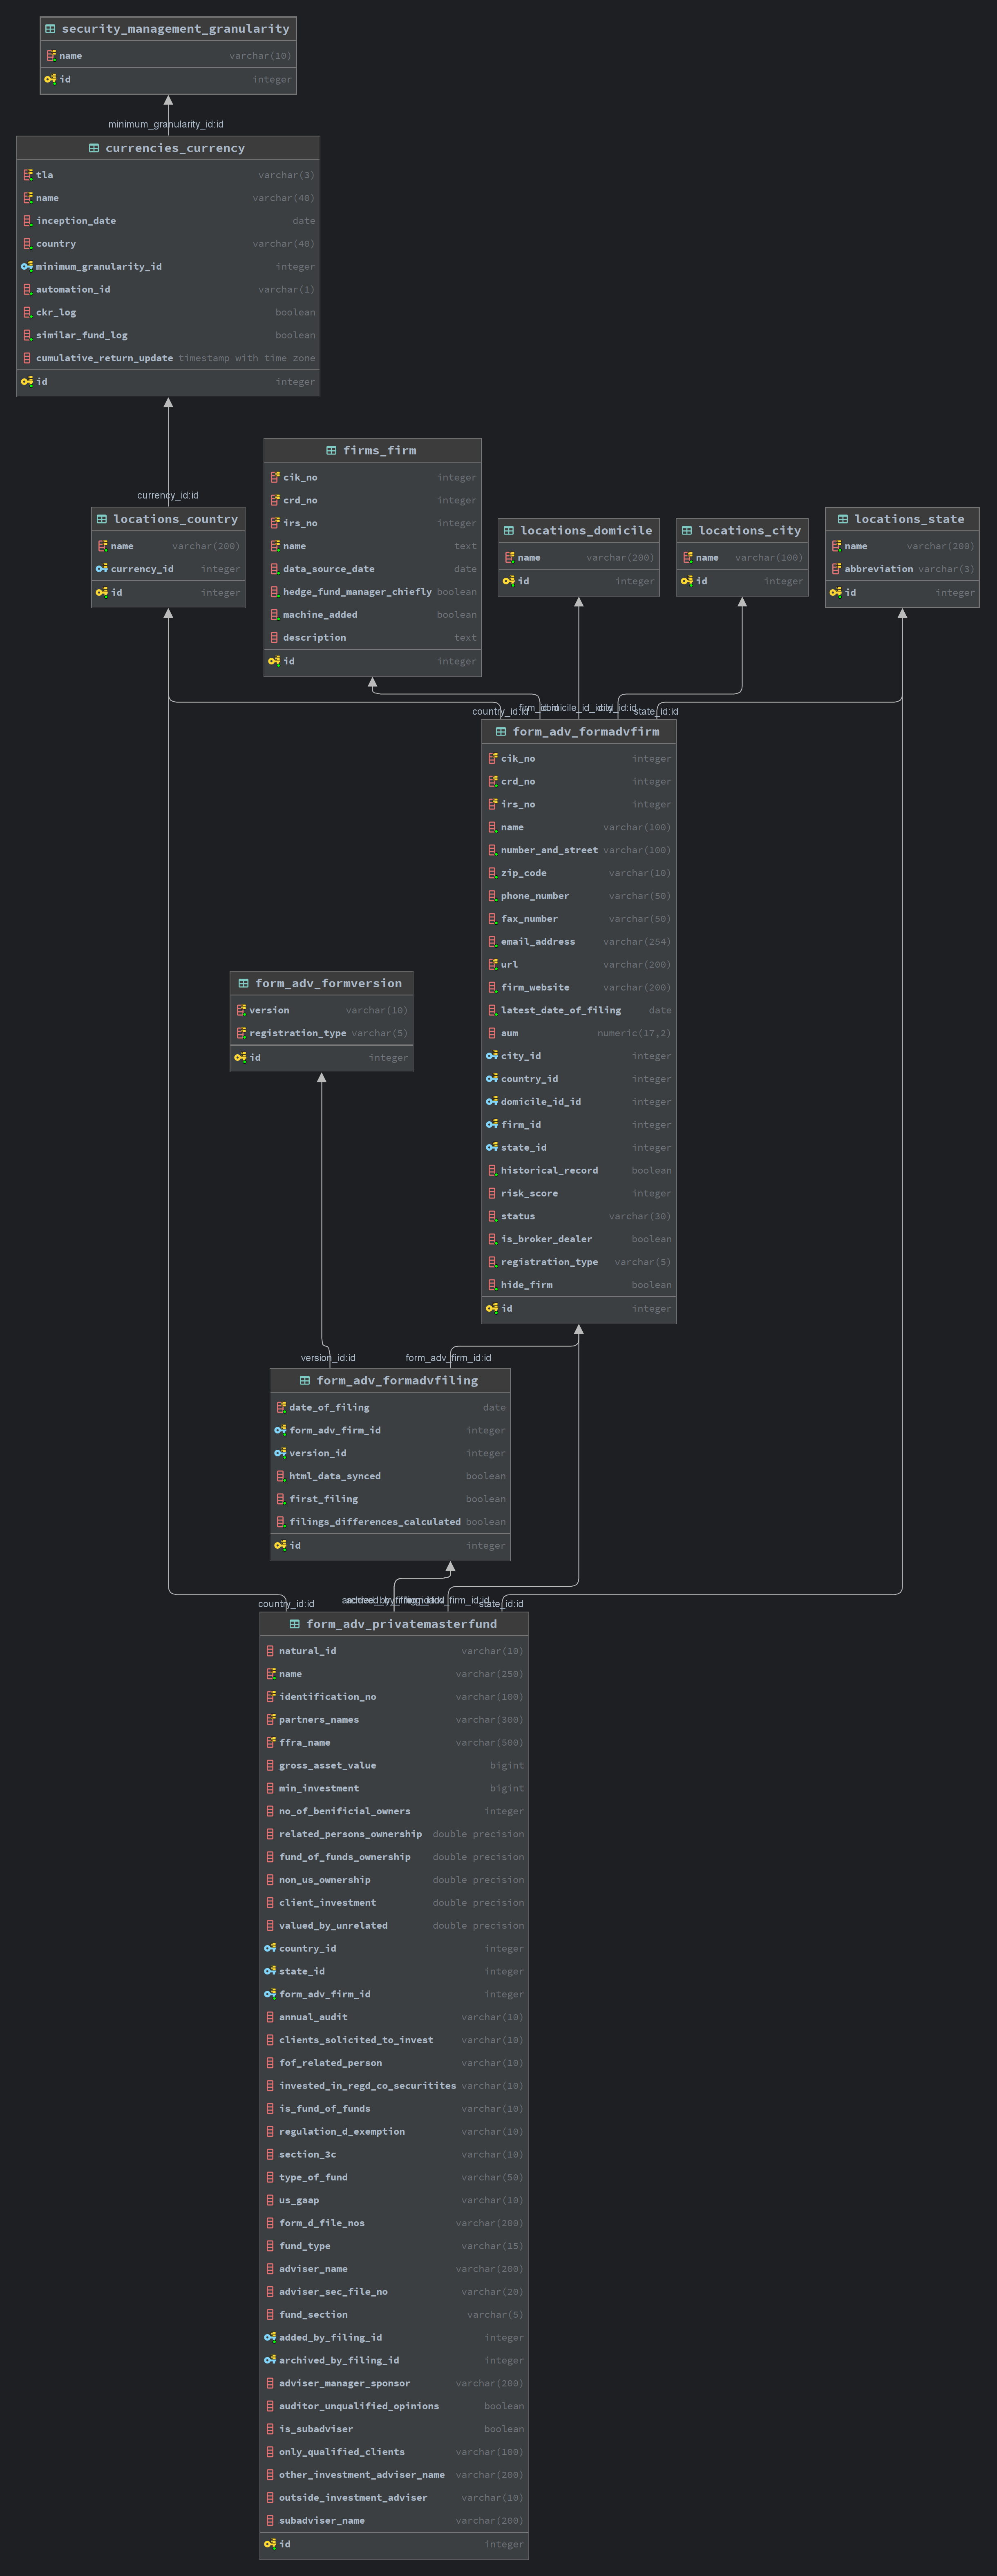 security_management_granularity
name varchar(10)
id integer
minimum_granularity_id:id
currencies_currency
tla varchar(3)
name varchar(40)
inception_date date
country varchar(40)
minimum_granularity_id integer
automation_id varchar(1)
ckr_log boolean
similar_fund_log boolean
cumulative_return_update timestamp with time zone
id integer
currency_id:id
locations_country
name varchar(200)
currency_id integer
id integer
firms_firm
cik_no integer
crd_no integer
irs_no integer
name text
data_source_date date
hedge_fund_manager_chiefly boolean
machine_added boolean
description text
id integer
locations_domicile
name varchar(200)
id integer
locations_city
name varchar(100)
id integer
locations_state
name varchar(200)
abbreviation varchar(3)
id integer
country_id:id
state_id:id
form_adv_formadvfirm
cik_no integer
crd_no integer
irs_no integer
name varchar(100)
number_and_street varchar(100)
zip_code varchar(10)
phone_number varchar(50)
fax_number varchar(50)
email_address varchar(254)
url varchar(200)
firm_website varchar(200)
latest_date_of_filing date
aum numeric(17,2)
city_id integer
country_id integer
domicile_id_id integer
firm_id integer
state_id integer
historical_record boolean
risk_score integer
status varchar(30)
is_broker_dealer boolean
registration_type varchar(5)
hide_firm boolean
id integer
form_adv_formversion
version varchar(10)
registration_type varchar(5)
id integer
version_id:id
form_adv_firm_id:id
form_adv_formadvfiling
date_of_filing date
form_adv_firm_id integer
version_id integer
html_data_synced boolean
first_filing boolean
filings_differences_calculated boolean
id integer
country_id:id
state_id:id
form_adv_privatemasterfund
natural_id varchar(10)
name varchar(250)
identification_no varchar(100)
partners_names varchar(300)
ffra_name varchar(500)
gross_asset_value bigint
min_investment bigint
no_of_benificial_owners integer
related_persons_ownership double precision
fund_of_funds_ownership double precision
non_us_ownership double precision
client_investment double precision
valued_by_unrelated double precision
country_id integer
state_id integer
form_adv_firm_id integer
annual_audit varchar(10)
clients_solicited_to_invest varchar(10)
fof_related_person varchar(10)
invested_in_regd_co_securitites varchar(10)
is_fund_of_funds varchar(10)
regulation_d_exemption varchar(10)
section_3c varchar(10)
type_of_fund varchar(50)
us_gaap varchar(10)
form_d_file_nos varchar(200)
fund_type varchar(15)
adviser_name varchar(200)
adviser_sec_file_no varchar(20)
fund_section varchar(5)
added_by_filing_id integer
archived_by_filing_id integer
adviser_manager_sponsor varchar(200)
auditor_unqualified_opinions boolean
is_subadviser boolean
only_qualified_clients varchar(100)
other_investment_adviser_name varchar(200)
outside_investment_adviser varchar(10)
subadviser_name varchar(200)
id integer